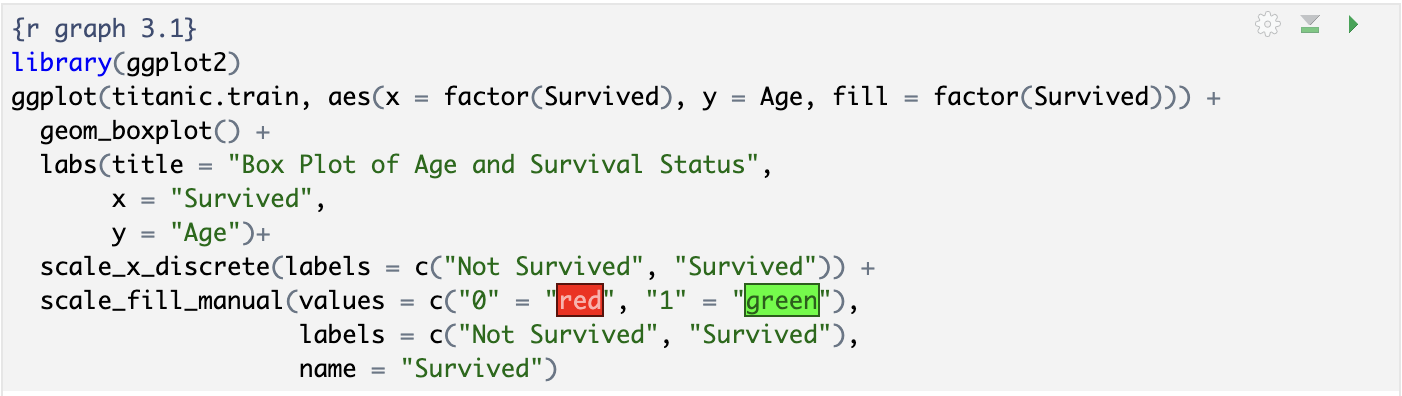 {r graph 3.1}
library(ggplot2)
ggplot(titanic.train, aes(x = factor(Survived), y = Age, fill = factor(Survived))) +
  geom_boxplot() +
  labs(title = "Box Plot of Age and Survival Status",
       x = "Survived",
       y = "Age")+
  scale_x_discrete(labels = c("Not Survived", "Survived")) +
  scale_fill_manual(values = c("0" = "red", "1" = "green"),
                    labels = c("Not Survived", "Survived"),
                    name = "Survived")